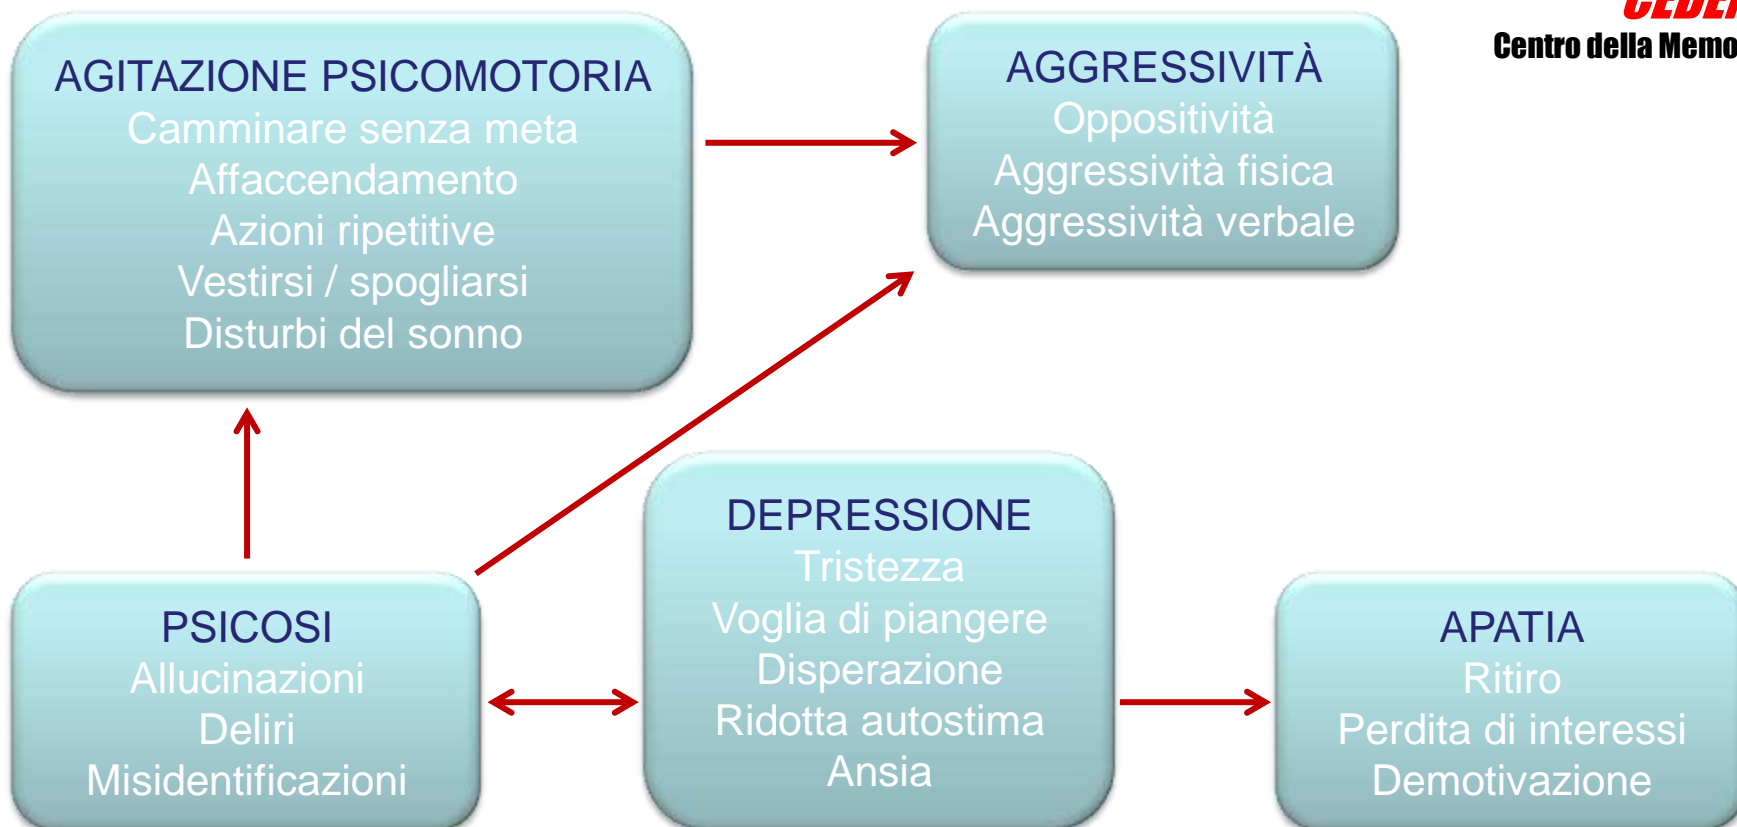 Centro della
AGITAZIONE PSICOMOTORIA
Camminare senza meta
Affaccendamento
Azioni ripetitive
Vestirsi / spogliarsi
Disturbi del sonno
AGGRESSIVITÀ
Oppositività
Aggressività fisica
Aggressività verbale
PSICOSI
Allucinazioni
Deliri
Misidentificazioni
DEPRESSIONE
Tristezza
Voglia di piangere
Disperazione
Ridotta autostima
Ansia
APATIA
Ritiro
Perdita di interessi
Demotivazione